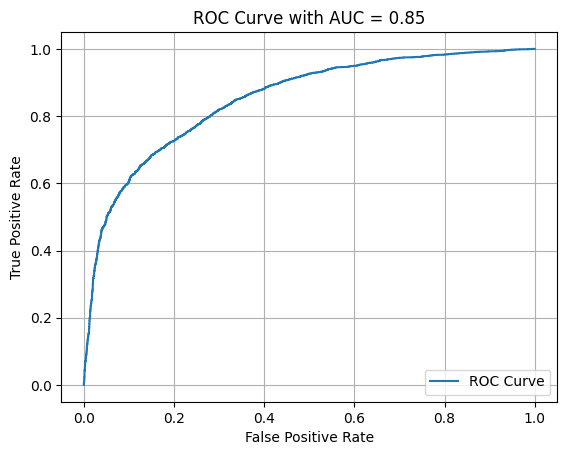 ROC Curve with AUC = 0.85
1.0
0.8
0.6
0.4
0.2
0.0
True Positive Rate
ROC Curve
0.0 0.2 0.4 0.6 0.8 1.0
False Positive Rate